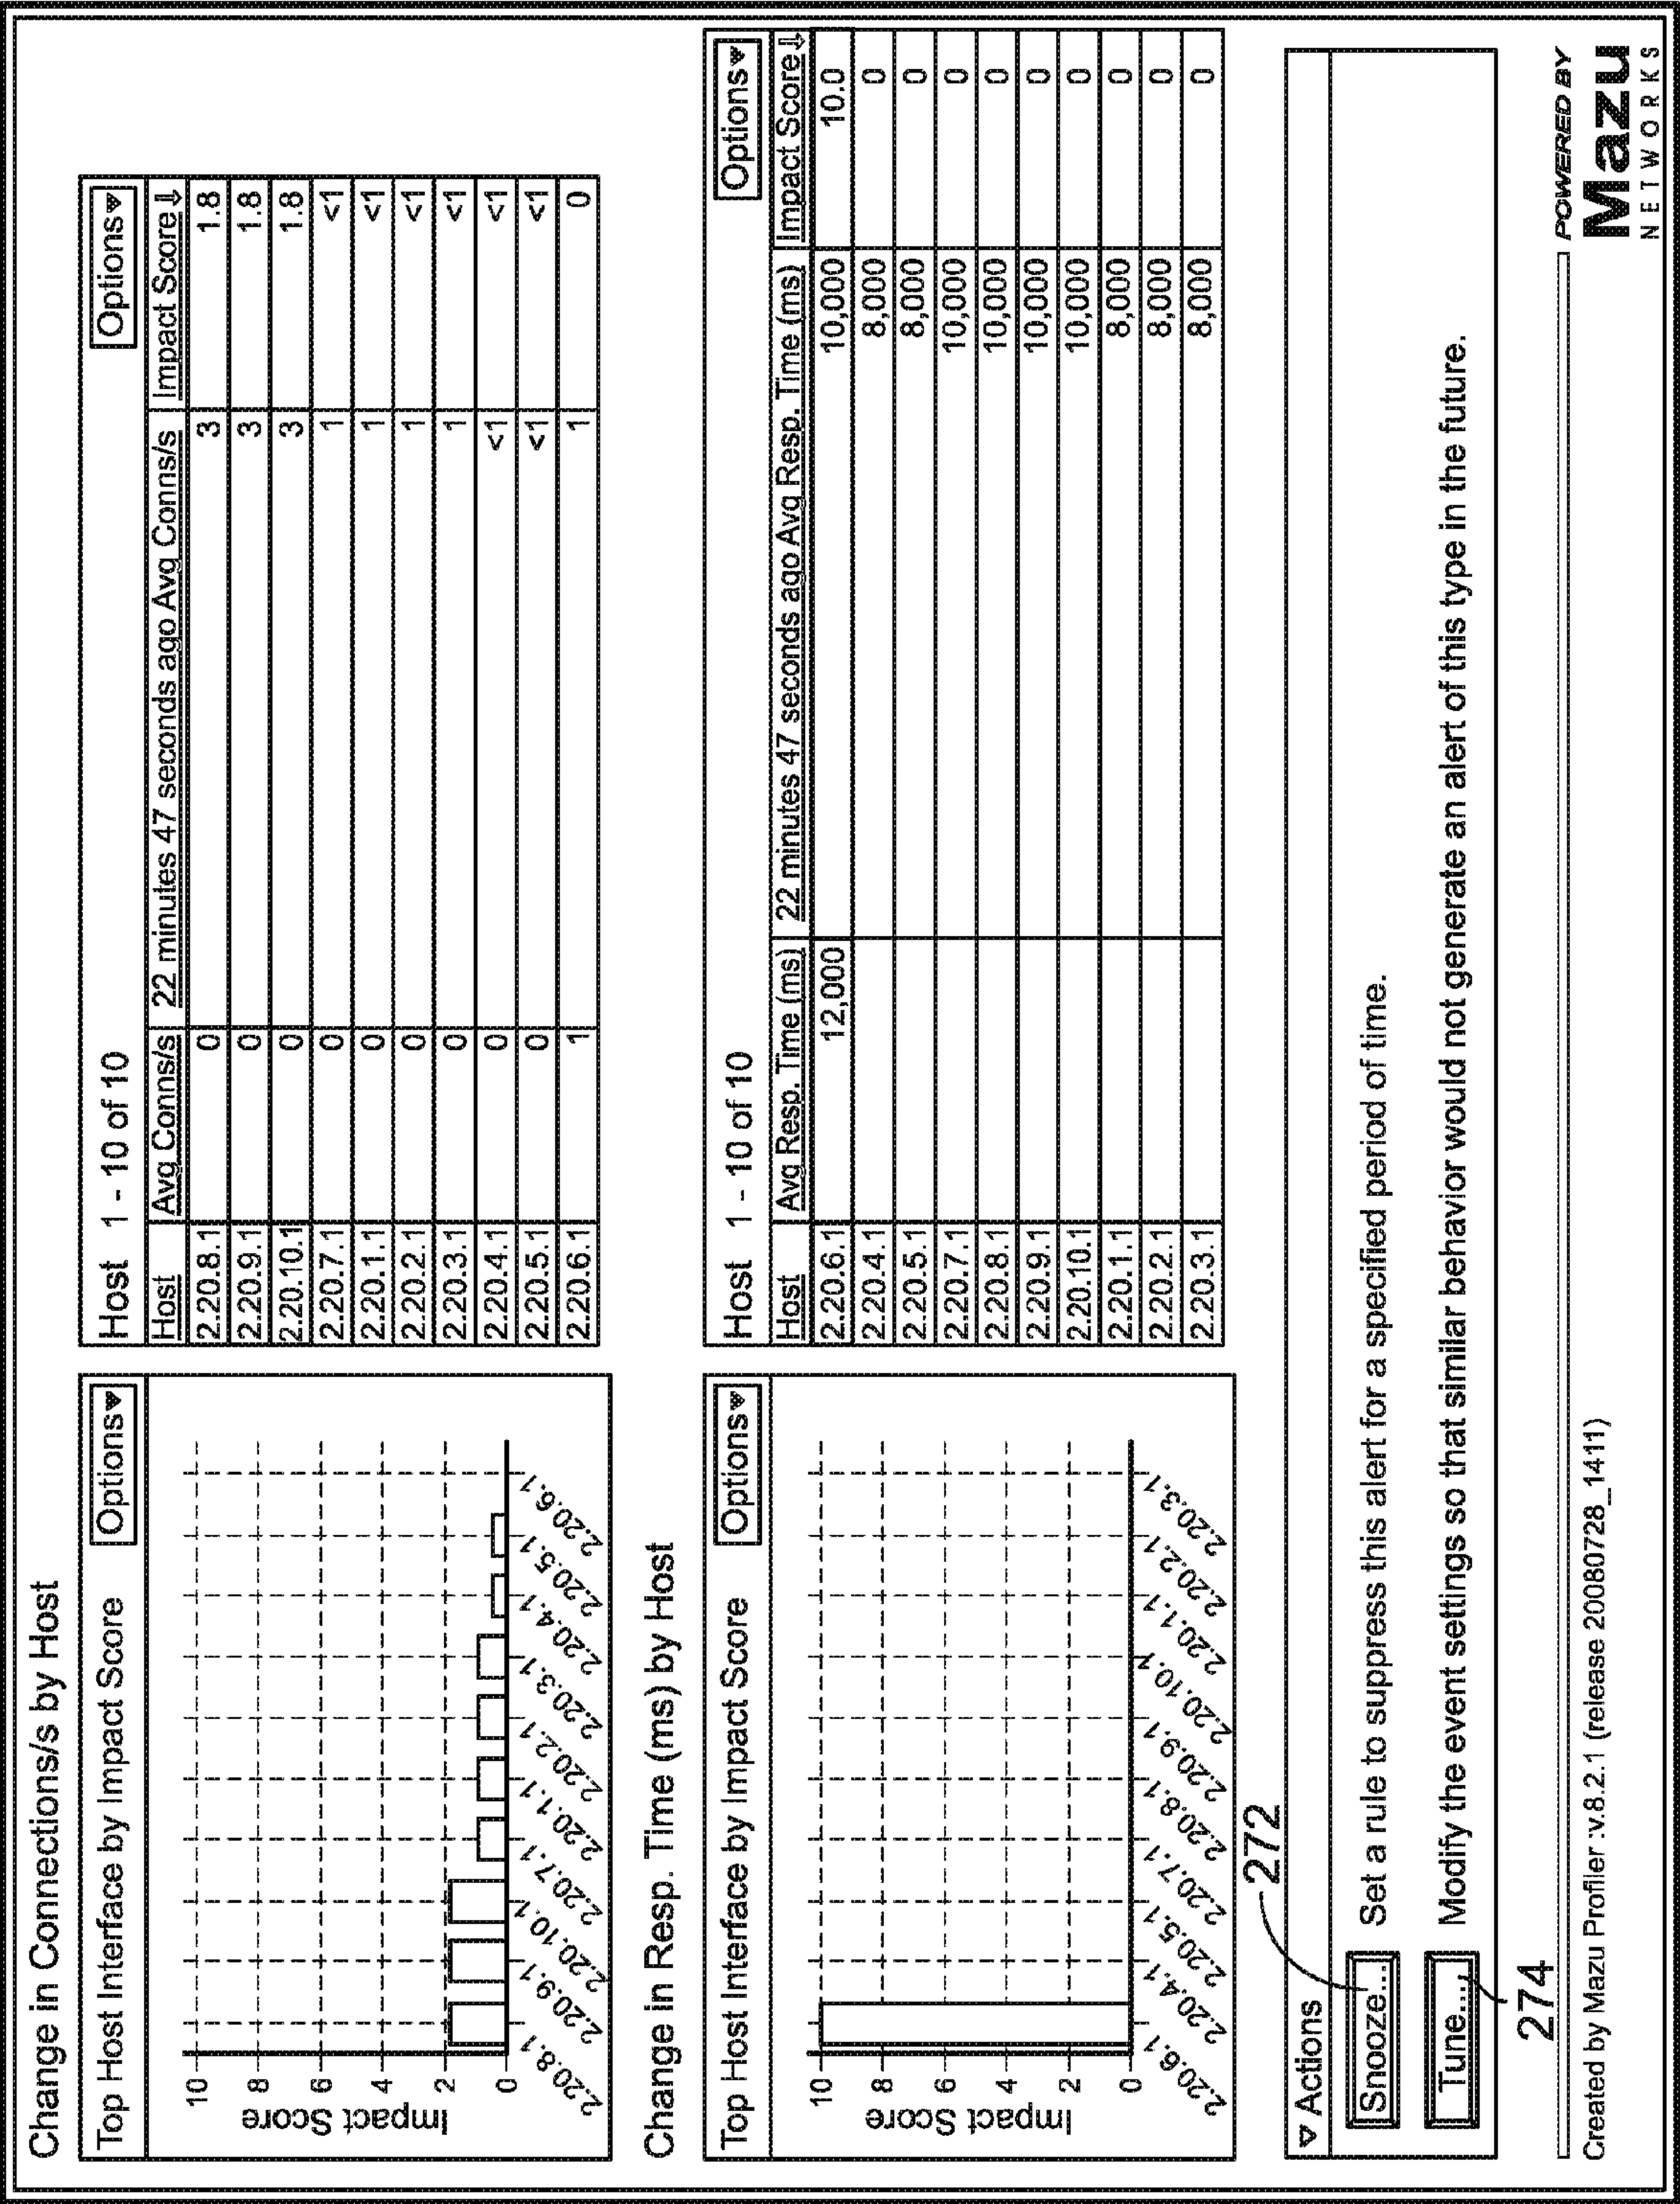 Change in Connections/s by Host
Top Host Interface by Impact Score Options
10
8
6
4
2
0
Impact Score
2.20.8.1 2.20.9.1 2.20.10.1 2.20.7.1 2.20.1.1 2.20.2.1 2.20.3.1 2.20.4.1 2.20.5.1 2.20.6.1
Host 1 - 10 of 10 Options
Host Avg Conns/s 22 minutes 47 seconds ago Avg Conns/s Impact Score⇓
2.20.8.1 0 3 1.8
2.20.9.1 0 3 1.8
2.20.10.1 0 3 1.8
2.20.7.1 0 1 <1
2.20.1.1 0 1 <1
2.20.2.1 0 1 <1
2.20.3.1 0 1 <1
2.20.4.1 0 <1 <1
2.20.5.1 0 <1 <1
2.20.6.1 1 1 0
Change in Resp. Time (ms) by Host
Top Host Interface by Impact Score Options
10
8
6
4
2
0
Impact Score
2.20.6.1 2.20.4.1 2.20.5.1 2.20.7.1 2.20.8.1 2.20.9.1 2.20.10.1 2.20.1.1 2.20.2.1 2.20.3.1
Host 1 - 10 of 10 Options
Host Avg Resp. Time (ms) 22 minutes 47 seconds ago Avg Resp. Time (ms) Impact Score⇓
2.20.6.1 12,000 10,000 10.0
2.20.4.1 8,000 0
2.20.5.1 8,000 0
2.20.7.1 10,000 0
2.20.8.1 10,000 0
2.20.9.1 10,000 0
2.20.10.1 10,000 0
2.20.1.1 8,000 0
2.20.2.1 8,000 0
2.20.3.1 8,000 0
272
Actions
Snooze... Set a rule to suppress this alert for a specified period of time.
Tune... Modify the event settings so that similar behavior would not generate an alert of this type in the future.
274
Created by Mazu Profiler :v.8.2.1 (release 20080728_1411)
POWERED BY
Mazu
NETWORKS